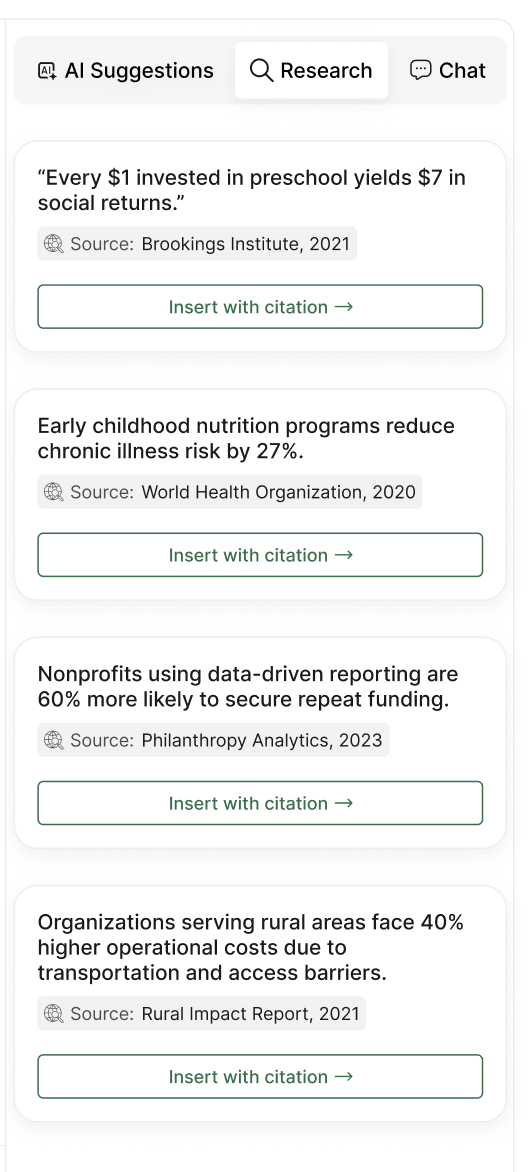 AI Suggestions Research Chat
“Every $1 invested in preschool yields $7 in
social returns.”
Source: Brookings Institute, 2021
Insert with citation →
Early childhood nutrition programs reduce
chronic illness risk by 27%.
Source: World Health Organization, 2020
Insert with citation →
Nonprofits using data-driven reporting are
60% more likely to secure repeat funding.
Source: Philanthropy Analytics, 2023
Insert with citation →
Organizations serving rural areas face 40%
higher operational costs due to
transportation and access barriers.
Source: Rural Impact Report, 2021
Insert with citation →